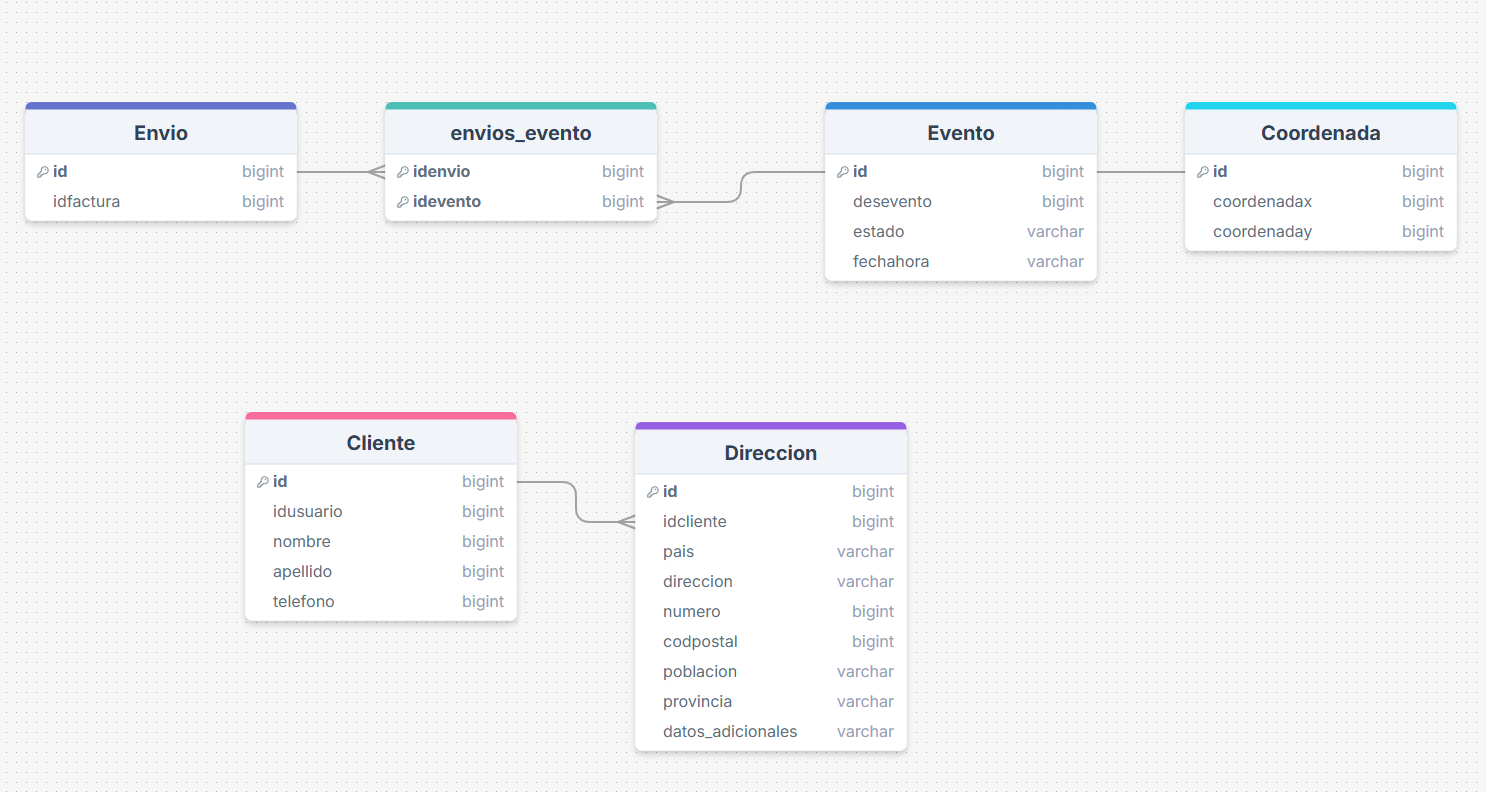 Envio
id bigint
idfactura bigint
envios_evento
idenvio bigint
idevento bigint
Evento
id bigint
desevento bigint
estado varchar
fechahora varchar
Coordenada
id bigint
coordenadax bigint
coordenaday bigint
Cliente
id bigint
idusuario bigint
nombre bigint
apellido bigint
telefono bigint
Direccion
id bigint
idcliente bigint
pais varchar
direccion varchar
numero bigint
codpostal bigint
poblacion varchar
provincia varchar
datos_adicionales varchar